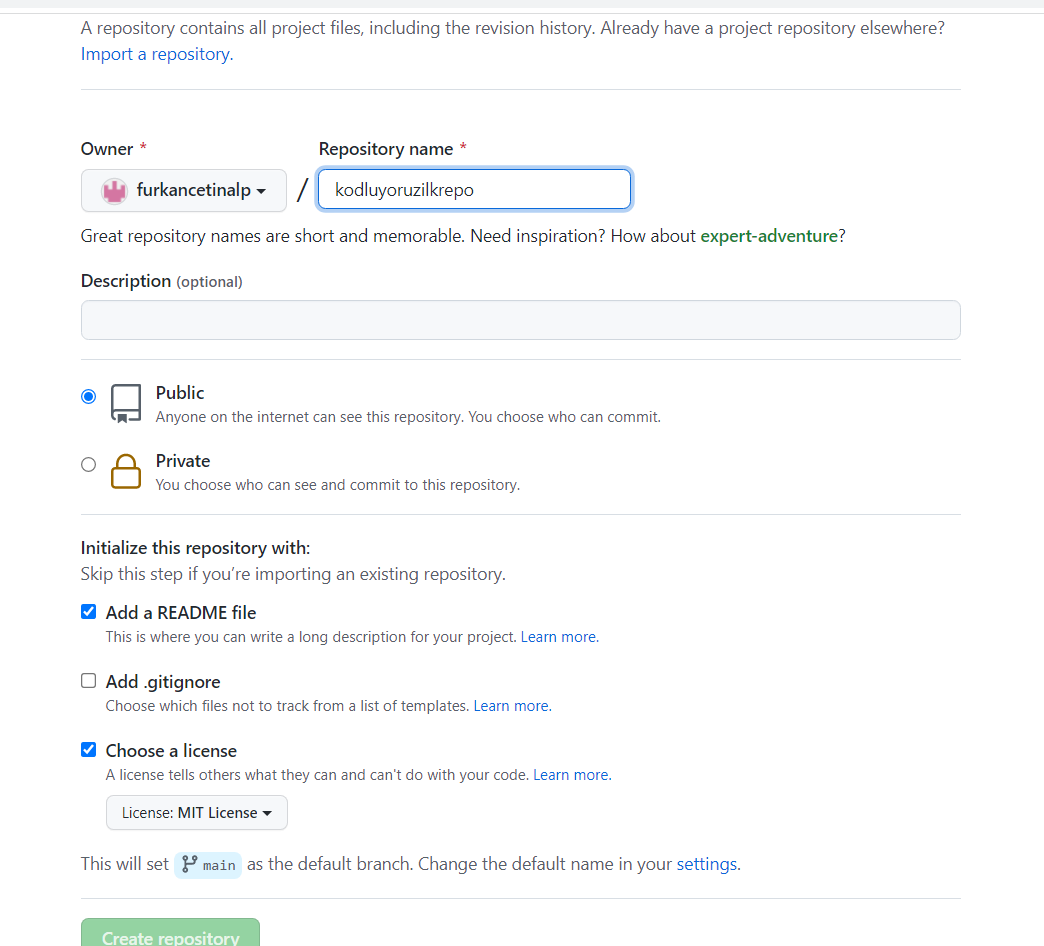 A repository contains all project files, including the revision history. Already have a project repository elsewhere?
Import a repository.
Owner * Repository name *
furkancetinalp / kodluyoruzilkrepo
Great repository names are short and memorable. Need inspiration? How about expert-adventure?
Description (optional)
Public
Anyone on the internet can see this repository. You choose who can commit.
Private
You choose who can see and commit to this repository.
Initialize this repository with:
Skip this step if you’re importing an existing repository.
Add a README file
This is where you can write a long description for your project. Learn more.
Add .gitignore
Choose which files not to track from a list of templates. Learn more.
Choose a license
A license tells others what they can and can't do with your code. Learn more.
License: MIT License
This will set main as the default branch. Change the default name in your settings.
Create repository